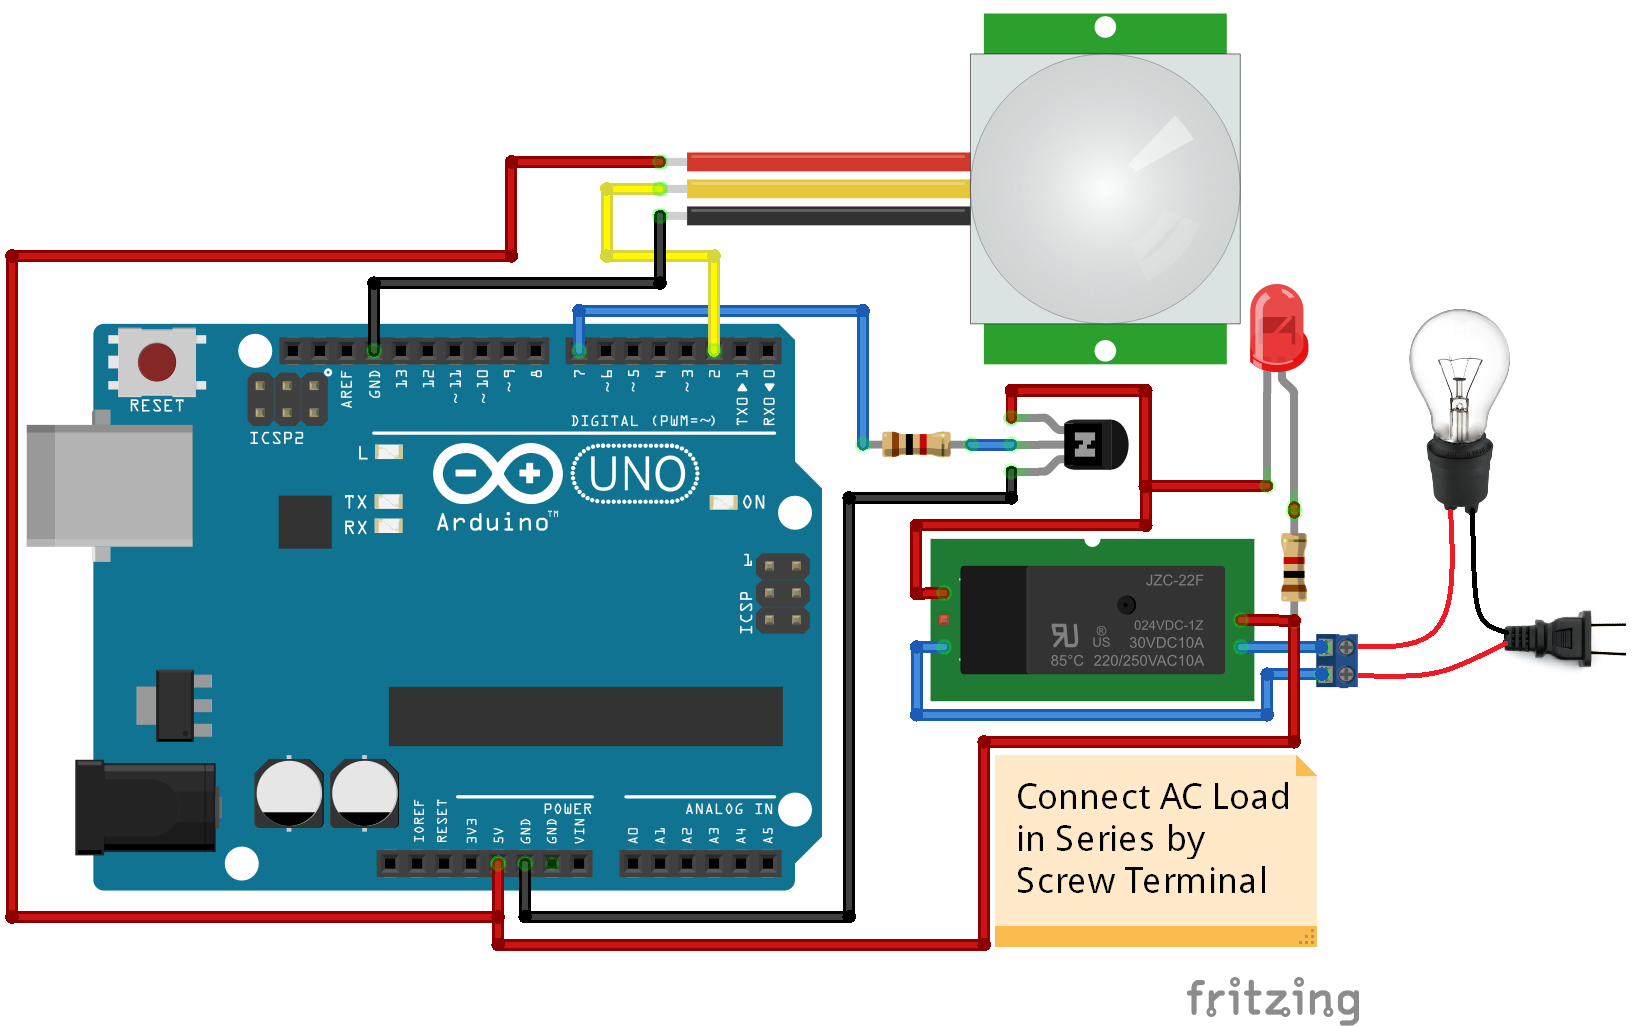 RESET
ICSP2
AREF
GND
13
12
~11
~10
~9
8
7
~6
~5
4
~3
2
TX0▶1
RX0◀0
DIGITAL (PWM=~)
L
TX
RX
UNO
Arduino™
ON
1
ICSP
N
JZC-22F
024VDC-1Z
® US 30VDC10A
85°C 220/250VAC10A
IOREF
RESET
3V3
5V
GND
GND
VIN
POWER
ANALOG IN
A0
A1
A2
A3
A4
A5
Connect AC Load
in Series by
Screw Terminal
fritzing